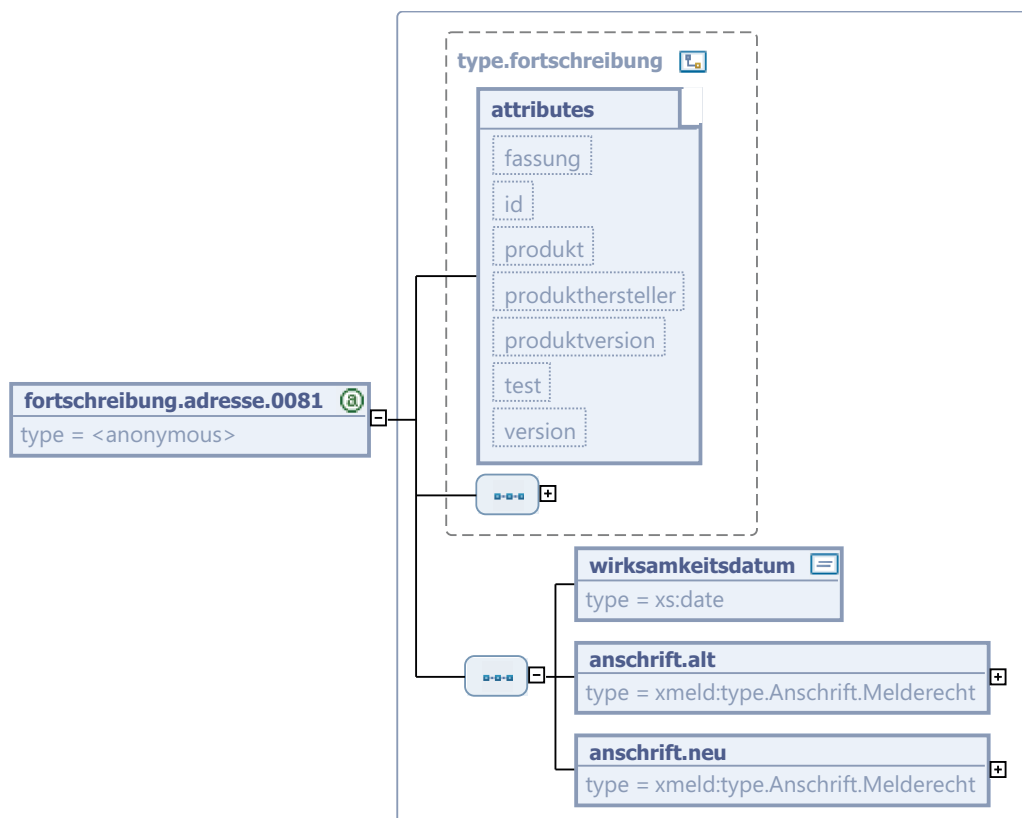 type.fortschreibung
attributes
fassung
id
produkt
produkthersteller
produktversion
test
version
fortschreibung.adresse.0081
type = <anonymous>
wirksamkeitsdatum
type = xs:date
anschrift.alt
type = xmeld:type.Anschrift.Melderecht
anschrift.neu
type = xmeld:type.Anschrift.Melderecht